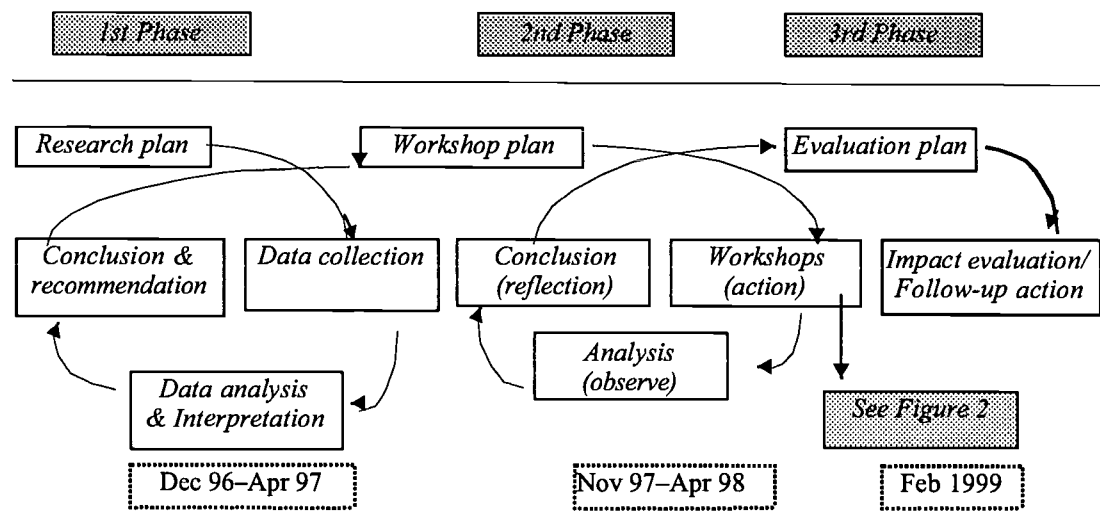 1st Phase
2nd Phase
3rd Phase
Research plan
Workshop plan
Evaluation plan
Conclusion &
recommendation
Data collection
Conclusion
(reflection)
Workshops
(action)
Impact evaluation/
Follow-up action
Data analysis
& Interpretation
Analysis
(observe)
See Figure 2
Dec 96–Apr 97
Nov 97–Apr 98
Feb 1999